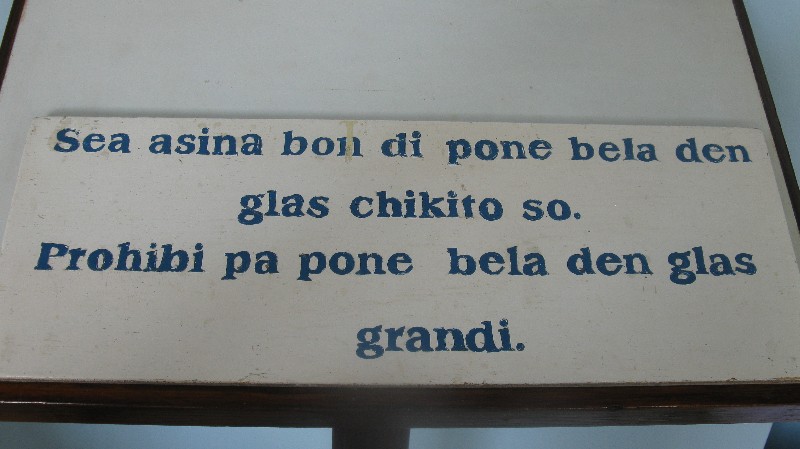 Sea asina bon di pone bela den
glas chikito so.
Prohibi pa pone bela den glas
grandi.